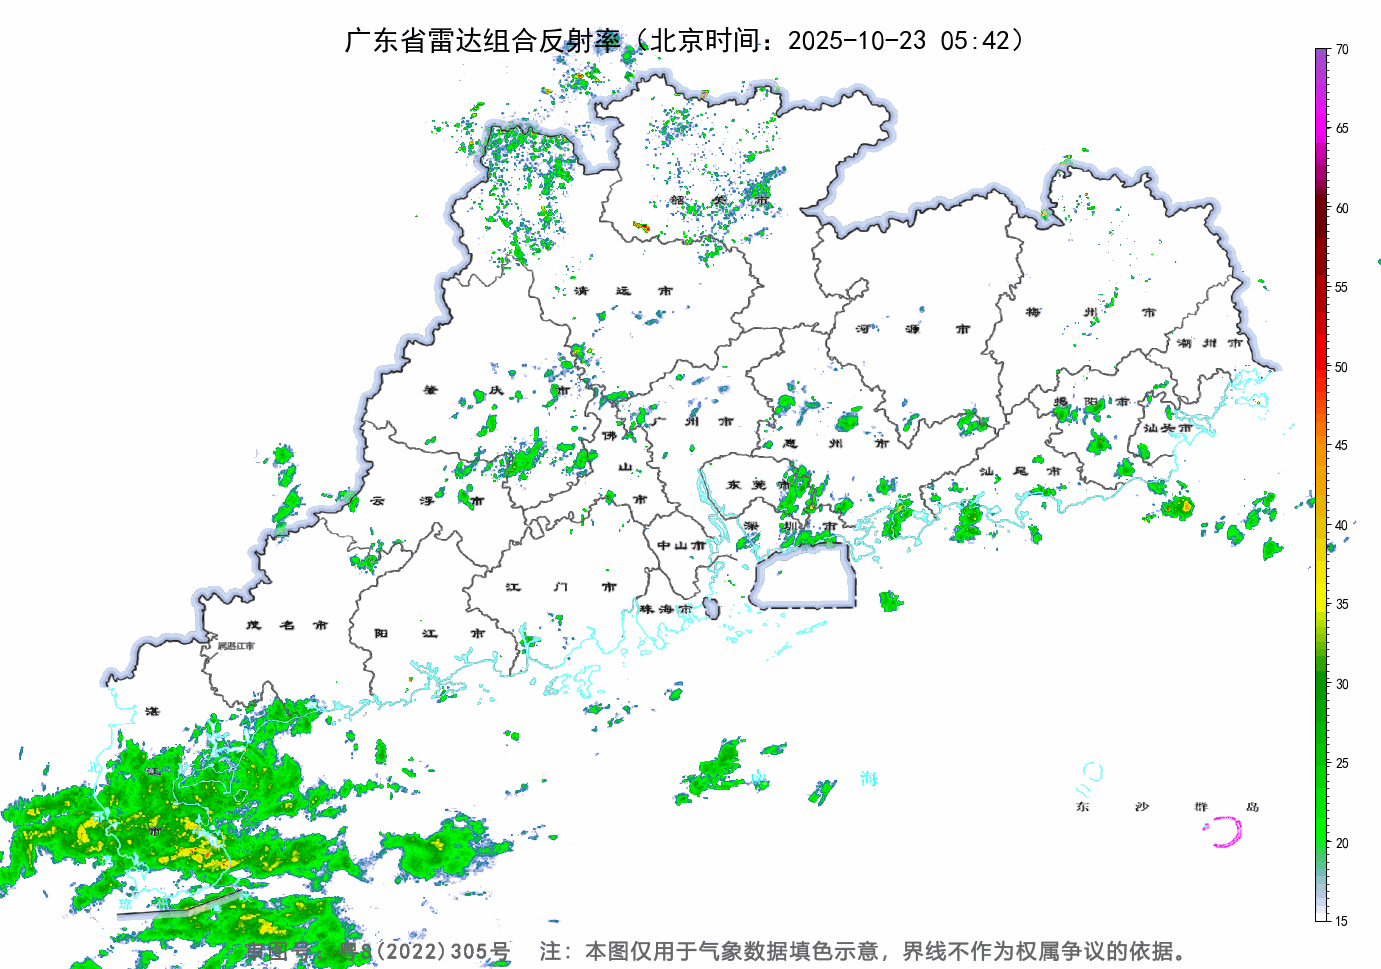 广东省雷达组合反射率（北京时间：2025-10-23 05:42）
70
65
60
55
50
45
40
35
30
25
20
15
韶关市
清远市
河源市
梅州市
潮州市
肇庆市
广州市
惠州市
揭阳市
汕头市
佛山市
云浮市
东莞市
汕尾市
深圳市
中山市
江门市
珠海市
茂名市
阳江市
属湛江市
湛江市
南海
东沙群岛
审图号：粤S(2022)305号 注：本图仅用于气象数据填色示意，界线不作为权属争议的依据。